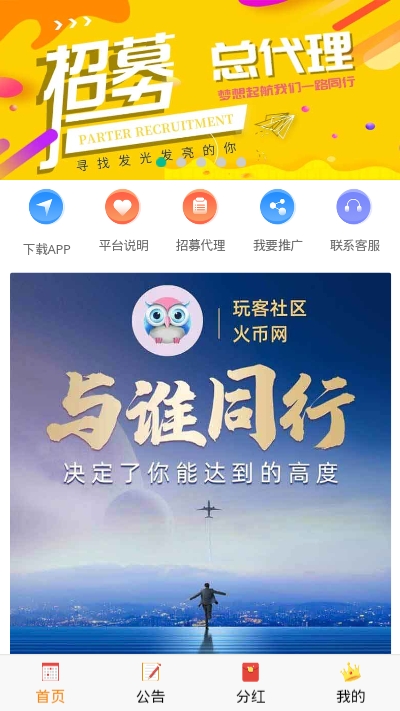 招募
总代理
梦想起航我们一路同行
PARTER RECRUITMENT
寻找发光发亮的你
下载APP
平台说明
招募代理
我要推广
联系客服
玩客社区
火币网
与谁同行
决定了你能达到的高度
首页
公告
分红
我的